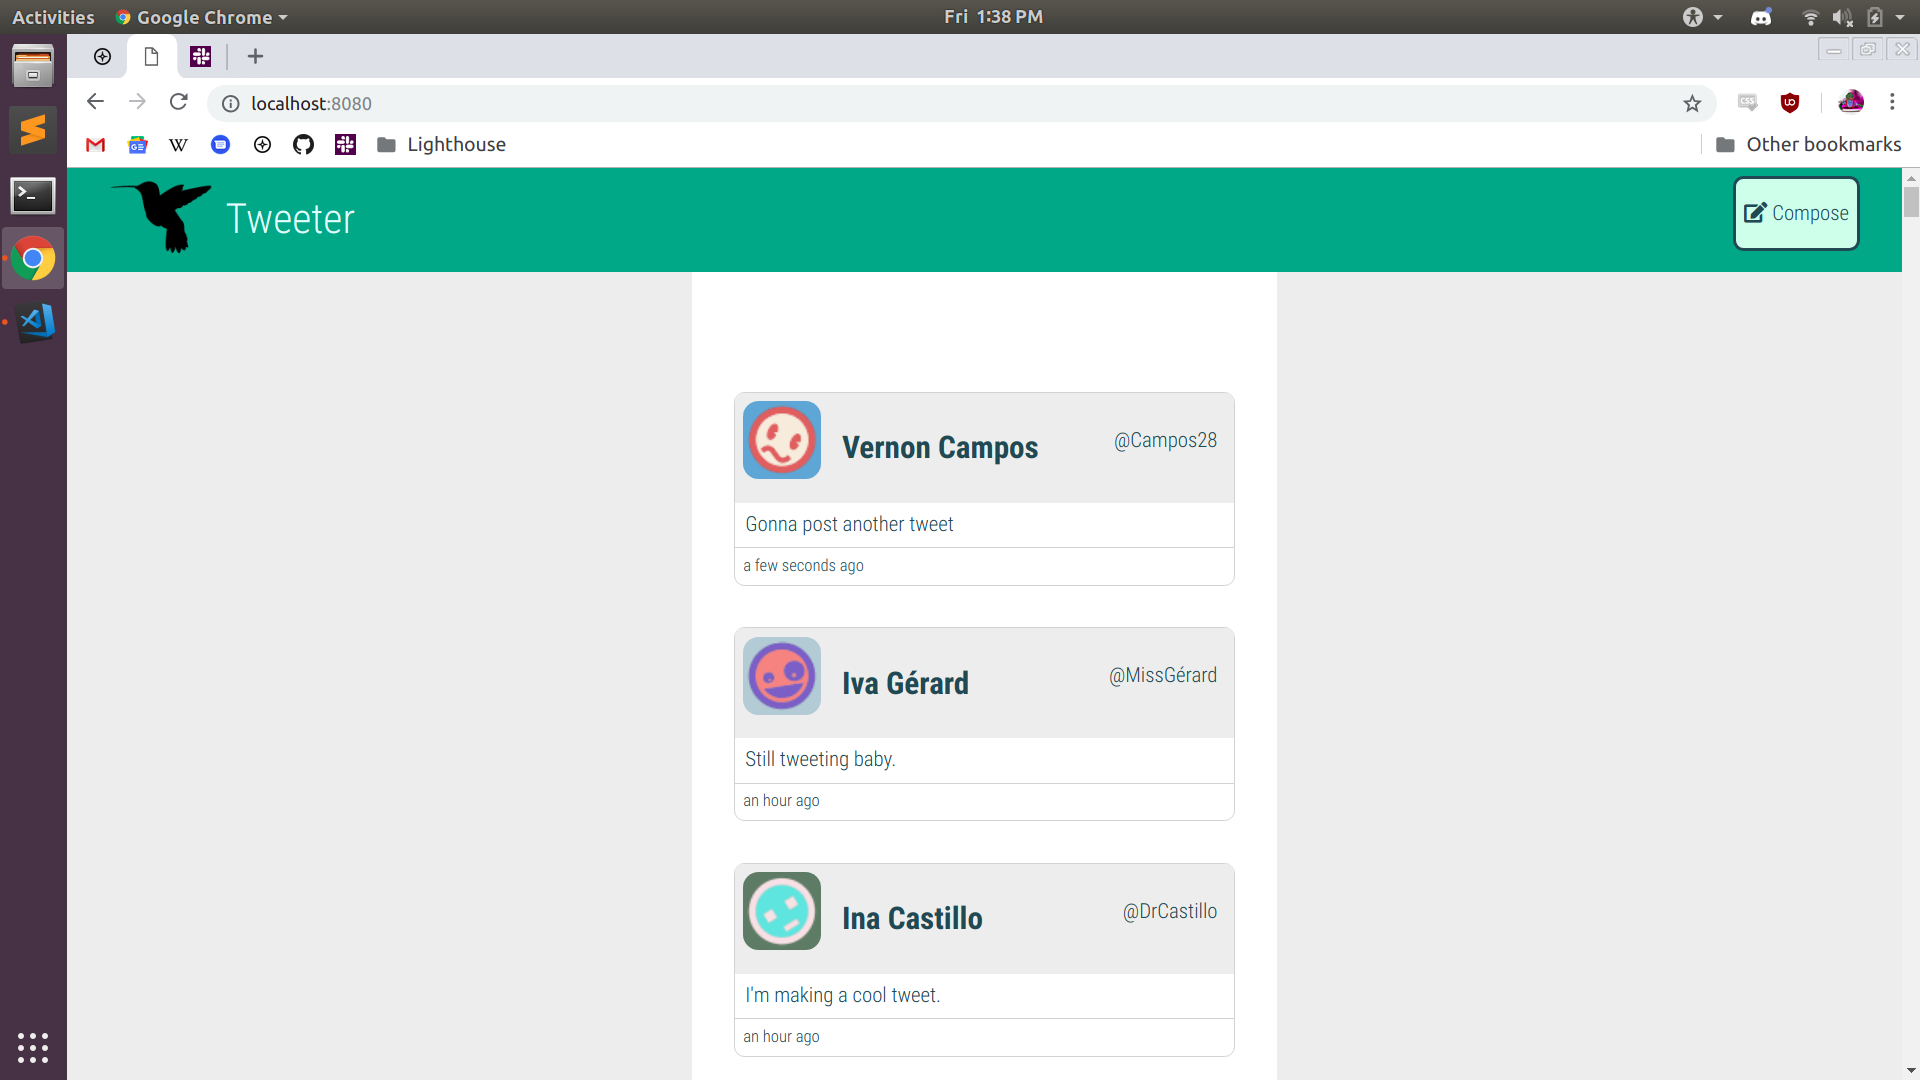 Activities Google Chrome Fri 1:38 PM
localhost:8080
Lighthouse Other bookmarks
Tweeter Compose
Vernon Campos @Campos28
Gonna post another tweet
a few seconds ago
Iva Gérard @MissGérard
Still tweeting baby.
an hour ago
Ina Castillo @DrCastillo
I'm making a cool tweet.
an hour ago